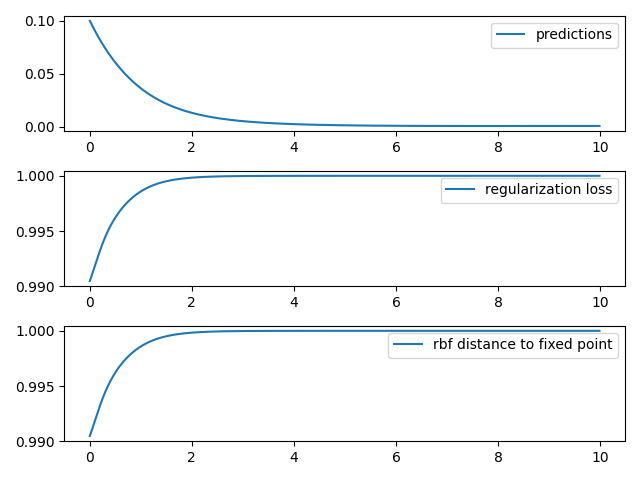 0.10
predictions
0.05
0.00
0 2 4 6 8 10
1.000
regularization loss
0.995
0.990
0 2 4 6 8 10
1.000
rbf distance to fixed point
0.995
0.990
0 2 4 6 8 10